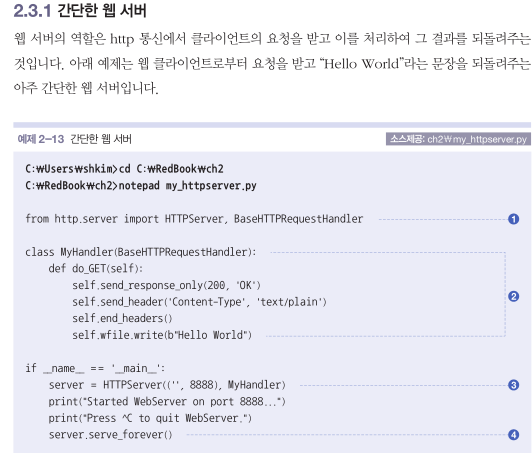 2.3.1 간단한 웹 서버
웹 서버의 역할은 http 통신에서 클라이언트의 요청을 받고 이를 처리하여 그 결과를 되돌려주는
것입니다. 아래 예제는 웹 클라이언트로부터 요청을 받고 “Hello World”라는 문장을 되돌려주는
아주 간단한 웹 서버입니다.
예제 2-13 간단한 웹 서버 소스제공: ch2₩my_httpserver.py
C:₩Users₩shkim>cd C:₩RedBook₩ch2
C:₩RedBook₩ch2>notepad my_httpserver.py
from http.server import HTTPServer, BaseHTTPRequestHandler ❶
class MyHandler(BaseHTTPRequestHandler):
def do_GET(self):
self.send_response_only(200, 'OK')
self.send_header('Content-Type', 'text/plain')
❷
self.end_headers()
self.wfile.write(b"Hello World")
if __name__ == '__main__':
server = HTTPServer(('', 8888), MyHandler) ❸
print("Started WebServer on port 8888...")
print("Press ^C to quit WebServer.")
server.serve_forever() ❹